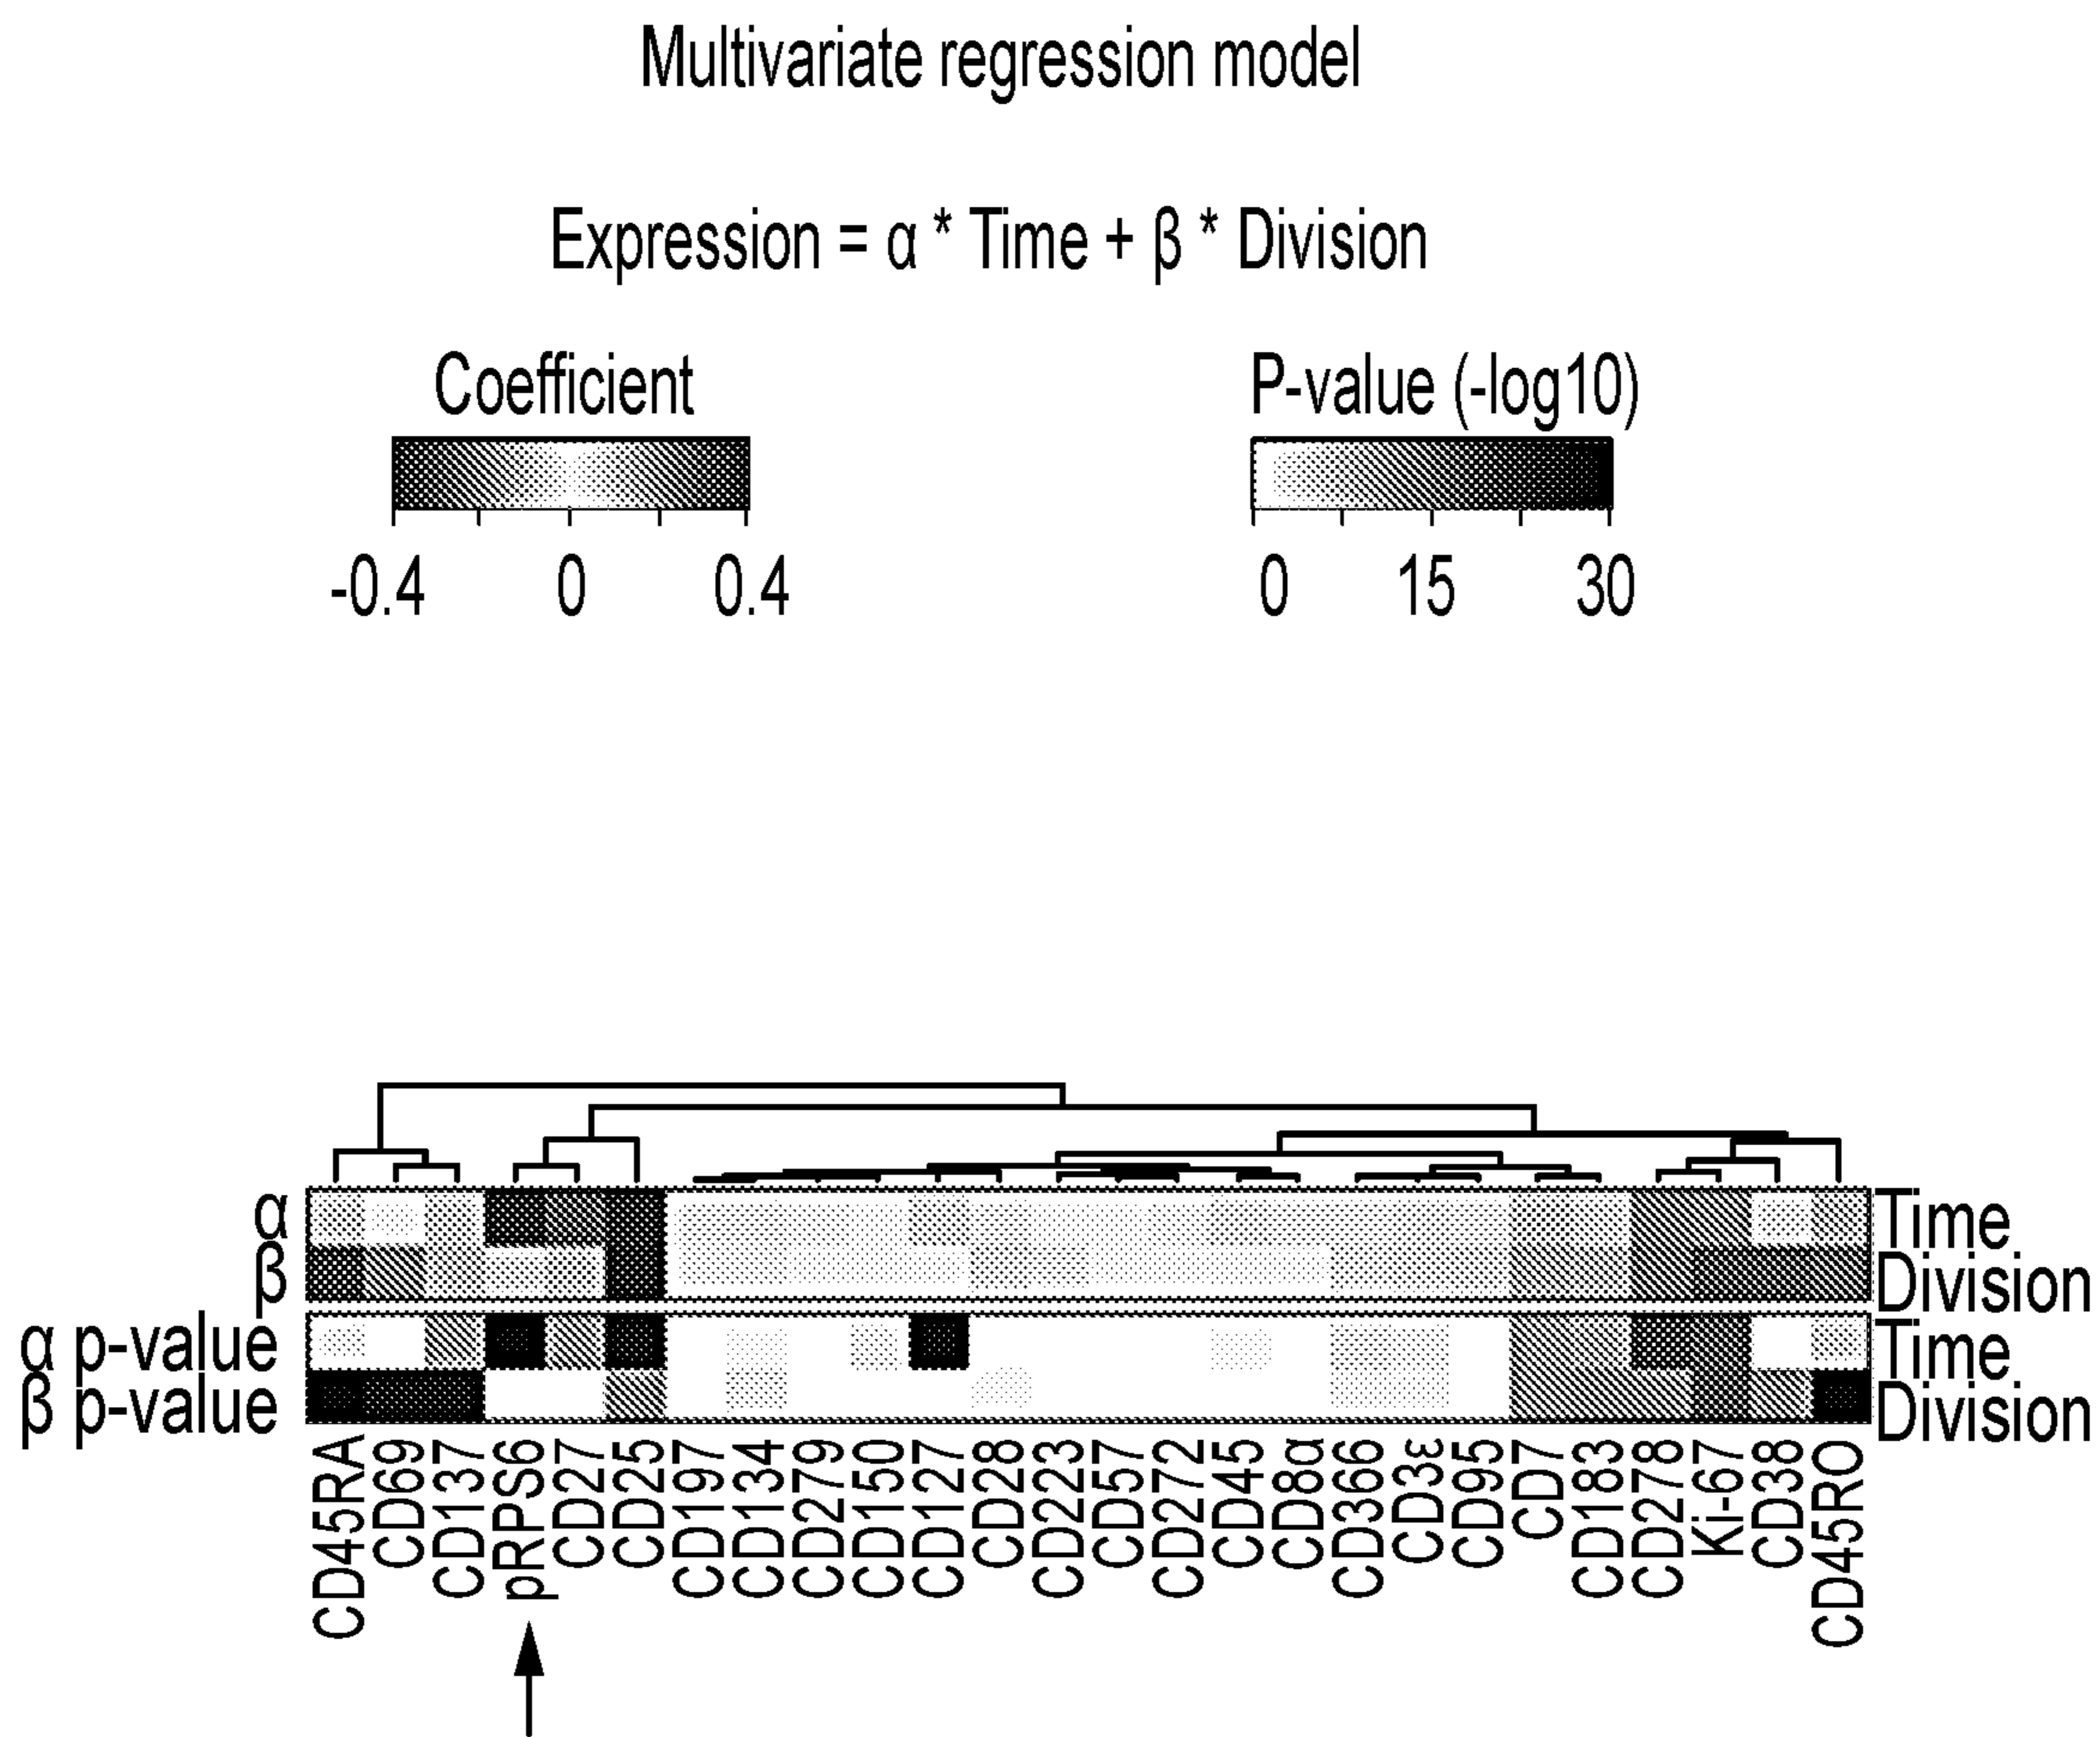 Multivariate regression model
Expression = α * Time + β * Division
Coefficient
-0.4 0 0.4
P-value (-log10)
0 15 30
α Time
β Division
α p-value Time
β p-value Division
CD45RA
CD69
CD137
pRPS6
CD27
CD25
CD197
CD134
CD279
CD150
CD127
CD28
CD223
CD57
CD272
CD45
CD8α
CD366
CD3ε
CD95
CD7
CD183
CD278
Ki-67
CD38
CD45RO